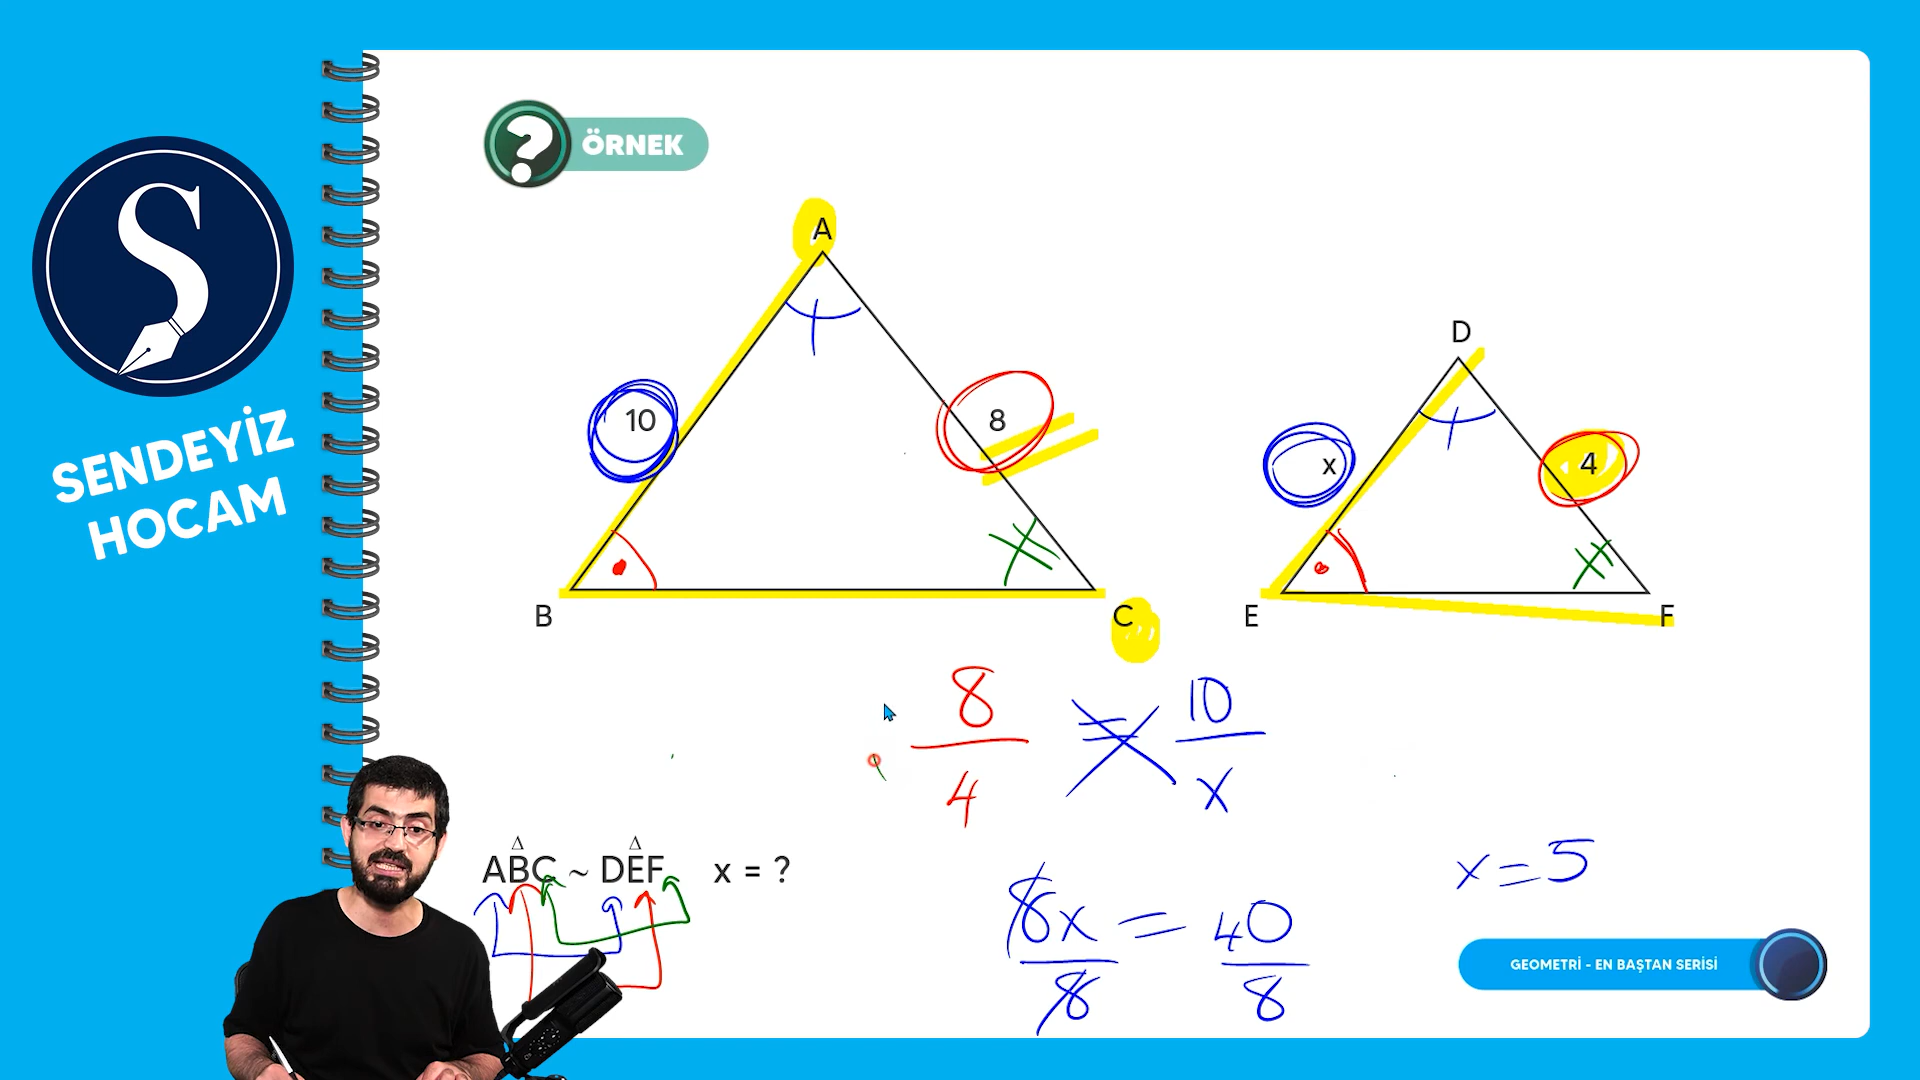 SENDEYİZ
HOCAM
S
? ÖRNEK
A
10
8
B
C
D
x
4
E
F
8/4 = 10/x
ABC ~ DEF x = ?
8x/8 = 40/8
x = 5
GEOMETRİ - EN BAŞTAN SERİSİ